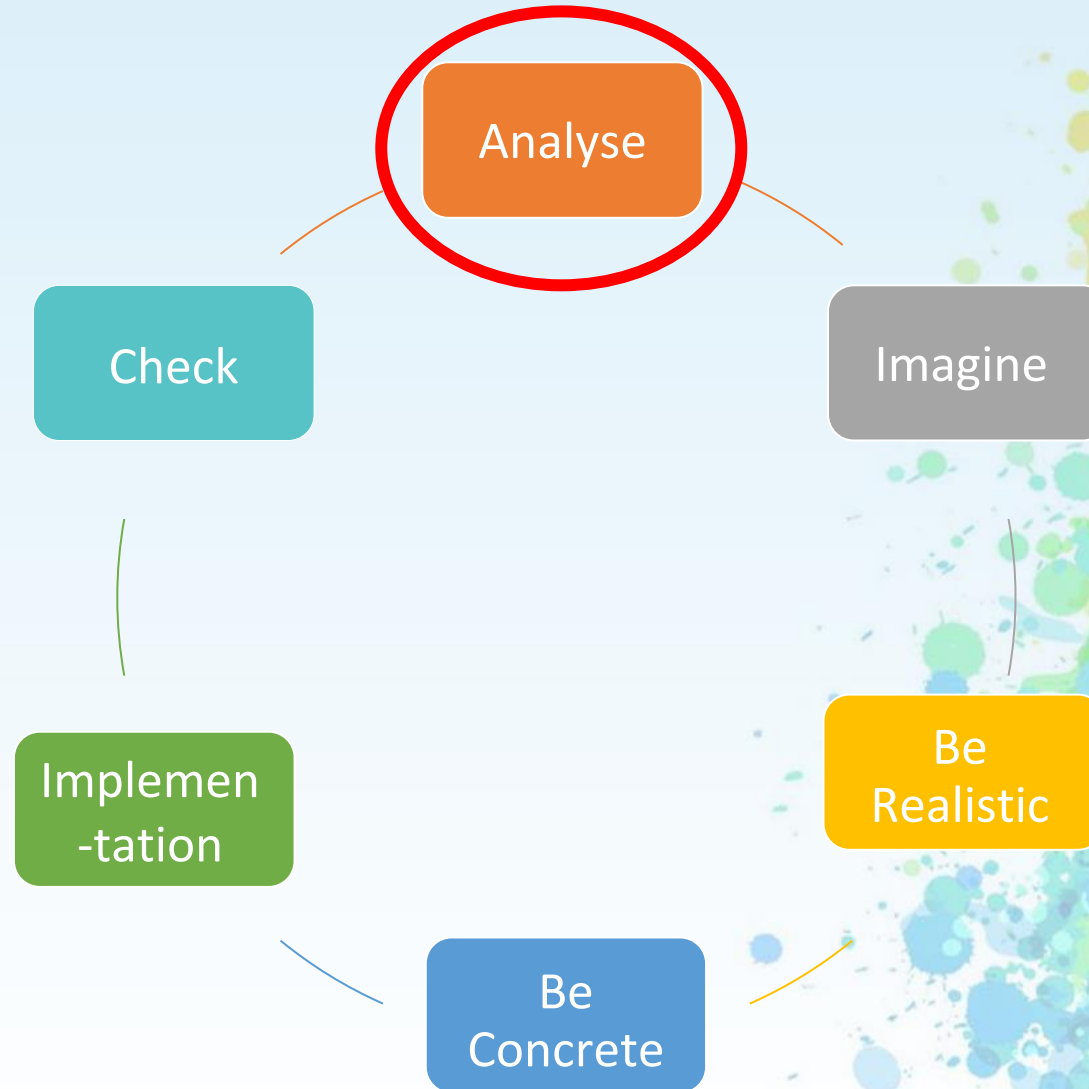 Analyse
Imagine
Be
Realistic
Be
Concrete
Implemen
-tation
Check